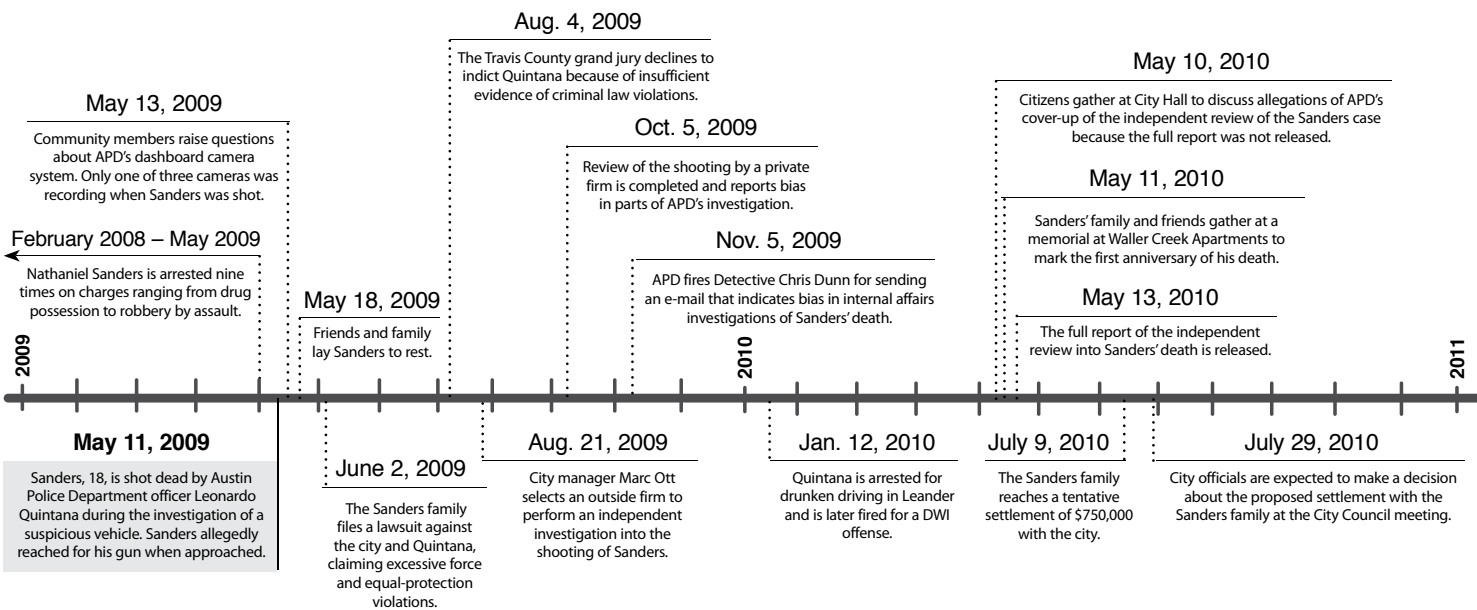 Aug. 4, 2009
The Travis County grand jury declines to
indict Quintana because of insufficient
evidence of criminal law violations.
May 10, 2010
Citizens gather at City Hall to discuss allegations of APD's
cover-up of the independent review of the Sanders case
because the full report was not released.
May 13, 2009
Community members raise questions
about APD's dashboard camera
system. Only one of three cameras was
recording when Sanders was shot.
Oct. 5, 2009
Review of the shooting by a private
firm is completed and reports bias
in parts of APD's investigation.
May 11, 2010
Sanders' family and friends gather at a
memorial at Waller Creek Apartments to
mark the first anniversary of his death.
February 2008 – May 2009
Nathaniel Sanders is arrested nine
times on charges ranging from drug
possession to robbery by assault.
Nov. 5, 2009
APD fires Detective Chris Dunn for sending
an e-mail that indicates bias in internal affairs
investigations of Sanders' death.
May 18, 2009
Friends and family
lay Sanders to rest.
May 13, 2010
The full report of the independent
review into Sanders' death is released.
2009
2010
2011
May 11, 2009
Sanders, 18, is shot dead by Austin
Police Department officer Leonardo
Quintana during the investigation of a
suspicious vehicle. Sanders allegedly
reached for his gun when approached.
June 2, 2009
The Sanders family
files a lawsuit against
the city and Quintana,
claiming excessive force
and equal-protection
violations.
Aug. 21, 2009
City manager Marc Ott
selects an outside firm to
perform an independent
investigation into the
shooting of Sanders.
Jan. 12, 2010
Quintana is arrested for
drunken driving in Leander
and is later fired for a DWI
offense.
July 9, 2010
The Sanders family
reaches a tentative
settlement of $750,000
with the city.
July 29, 2010
City officials are expected to make a decision
about the proposed settlement with the
Sanders family at the City Council meeting.